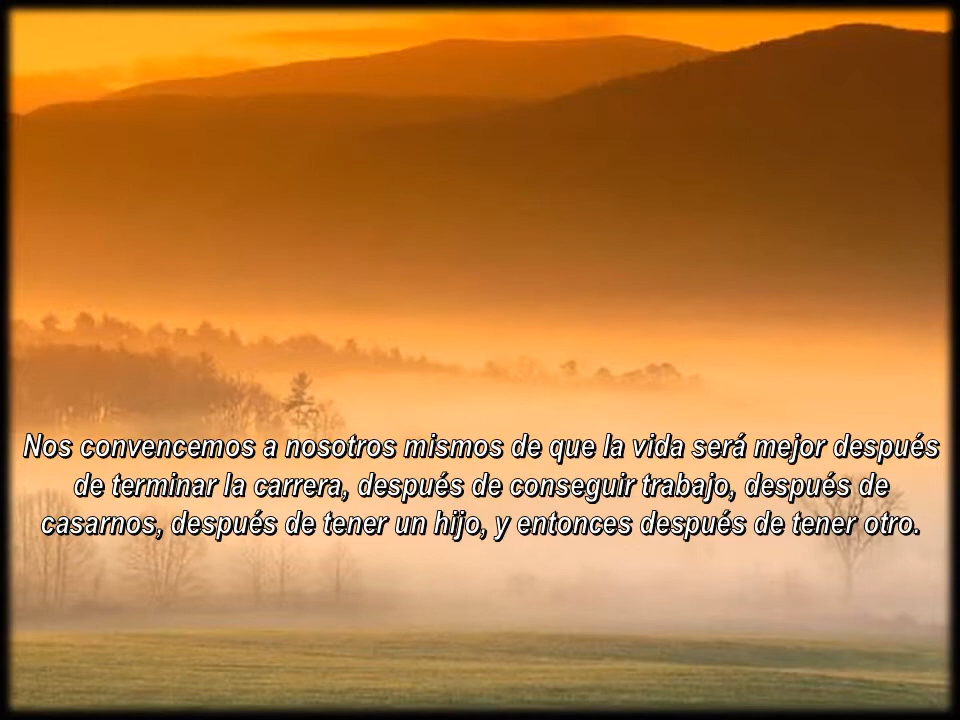 Nos convencemos a nosotros mismos de que la vida será mejor después
de terminar la carrera, después de conseguir trabajo, después de
casarnos, después de tener un hijo, y entonces después de tener otro.